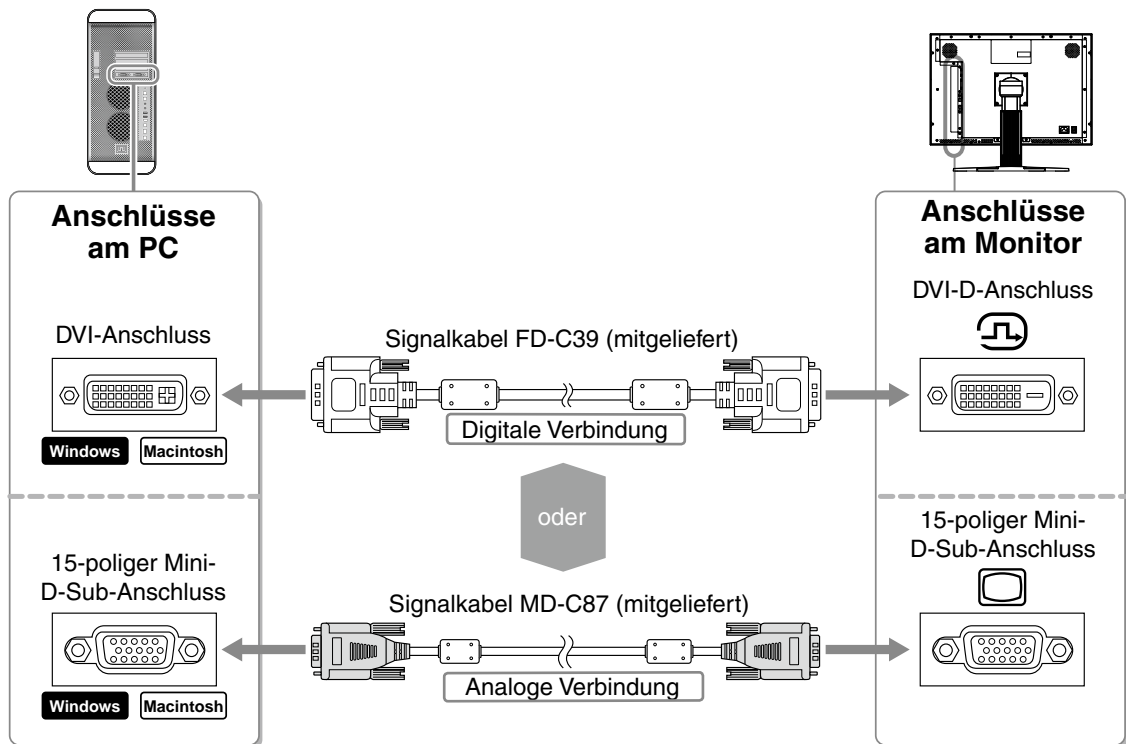 Anschlüsse
am PC
Anschlüsse
am Monitor
DVI-D-Anschluss
DVI-Anschluss
Signalkabel FD-C39 (mitgeliefert)
Digitale Verbindung
Windows
Macintosh
oder
15-poliger Mini-
D-Sub-Anschluss
15-poliger Mini-
D-Sub-Anschluss
Signalkabel MD-C87 (mitgeliefert)
Analoge Verbindung
Windows
Macintosh